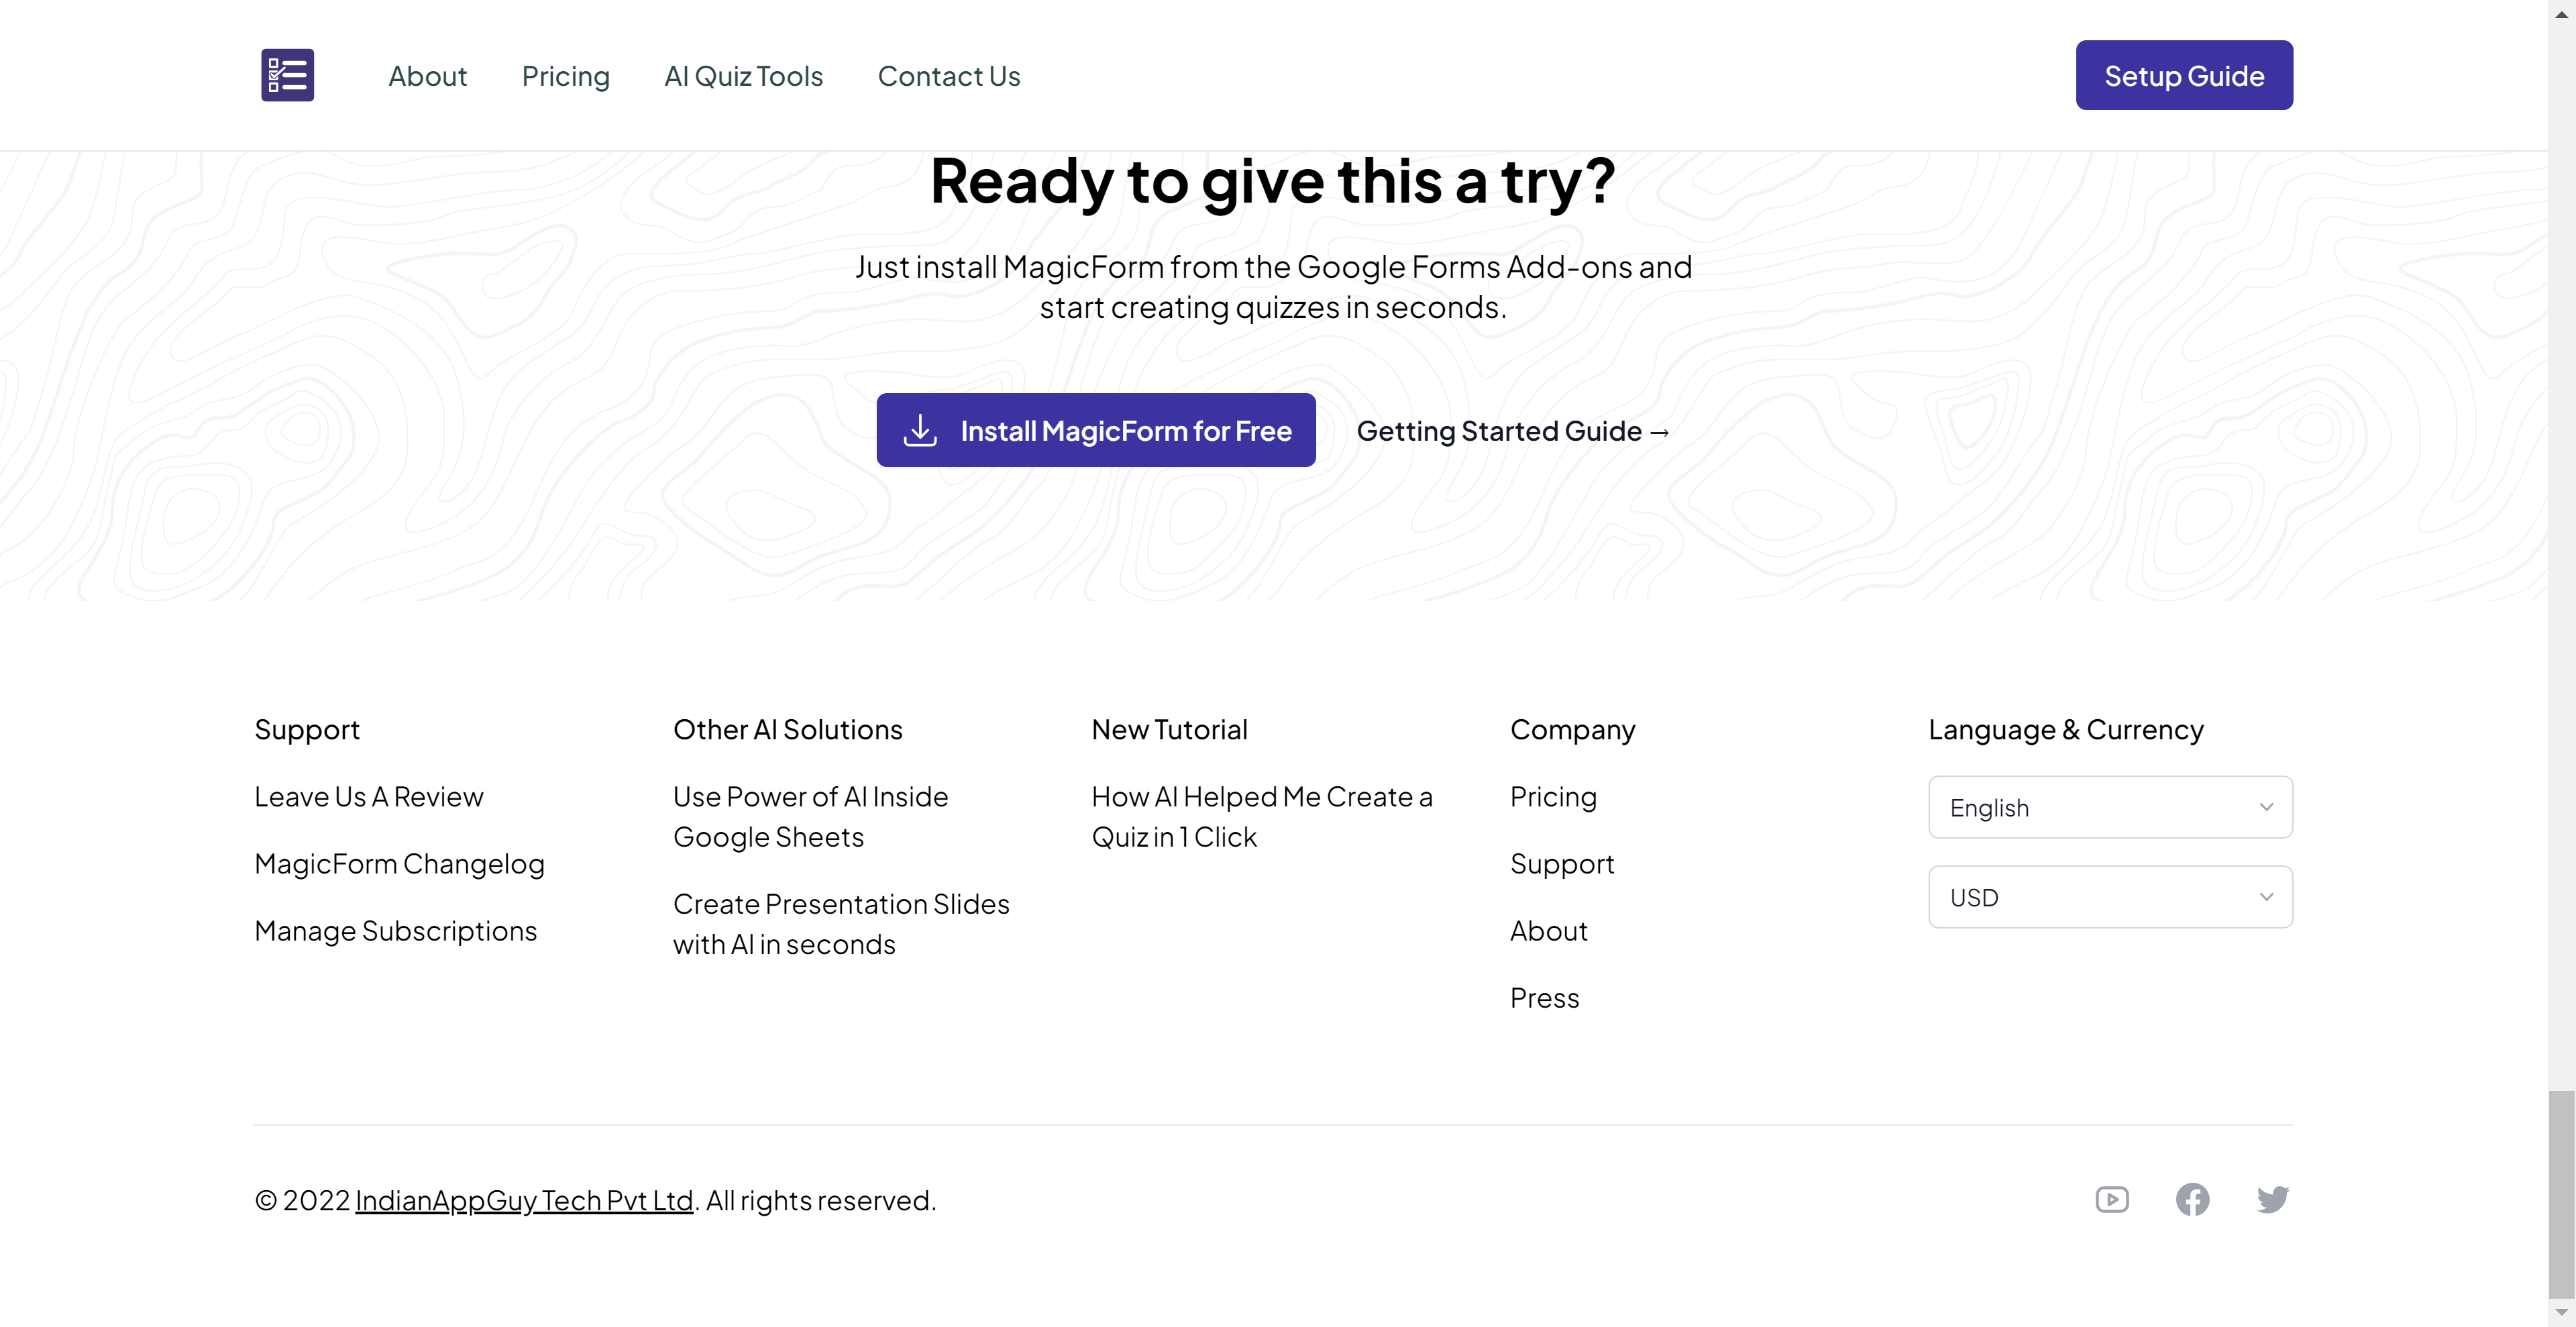 About
Pricing
AI Quiz Tools
Contact Us
Setup Guide
Ready to give this a try?
Just install MagicForm from the Google Forms Add-ons and
start creating quizzes in seconds.
Install MagicForm for Free
Getting Started Guide →
Support
Leave Us A Review
MagicForm Changelog
Manage Subscriptions
Other AI Solutions
Use Power of AI Inside
Google Sheets
Create Presentation Slides
with AI in seconds
New Tutorial
How AI Helped Me Create a
Quiz in 1 Click
Company
Pricing
Support
About
Press
Language & Currency
English
USD
© 2022 IndianAppGuy Tech Pvt Ltd. All rights reserved.